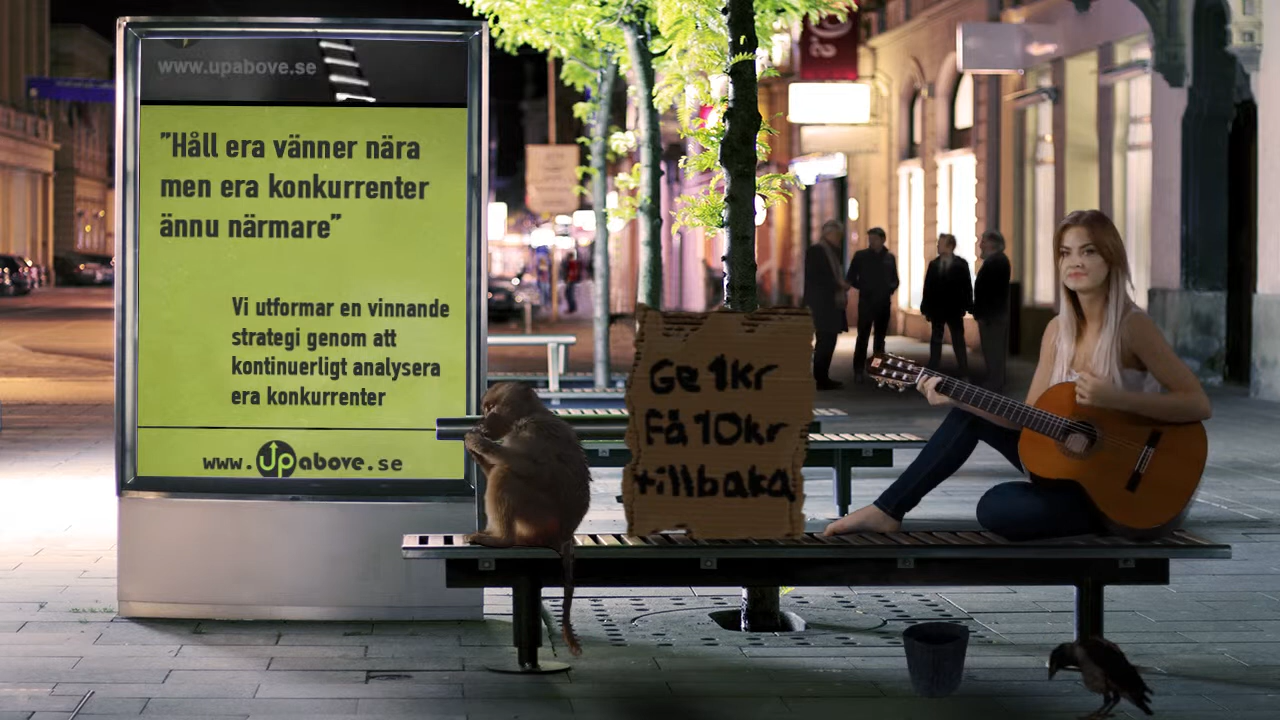 www.upabove.se
"Håll era vänner nära
men era konkurrenter
ännu närmare"
Vi utformar en vinnande
strategi genom att
kontinuerligt analysera
era konkurrenter
www.upabove.se
Ge 1kr
Få 10kr
tillbaka